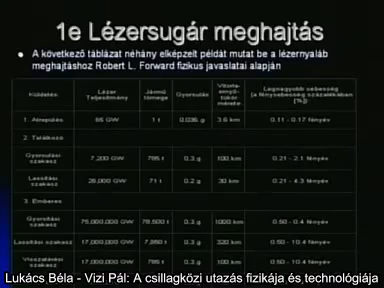 1e Lézersugár meghajtás
A következő táblázat néhány elképzelt példát mutat be a lézernyaláb
meghajtáshoz Robert L. Forward fizikus javaslatai alapján
Küldetés Lézer Teljesítmény Jármű tömege Gyorsulás Vitorla- ernyő- tükör mérete Legnagyobb sebesség (a fénysebesség százalékában [%])
1. Átrepülés 65 GW 1 t 0,036 g 3.6 km 0.11 - 0.17 fényév
2. Találkozó
Gyorsulási szakasz 7,200 GW 785 t 0.3 g 100 km 0.21 - 2.1 fényév
Lassítási szakasz 26,000 GW 71 t 0.2 g 30 km 0.21 - 4.3 fényév
3. Emberes
Gyorsítási szakasz 75,000,000 GW 78,500 t 0.3 g 1000 km 0.50 - 0.4 fényév
Lassítási szakasz 17,000,000 GW 7,850 t 0.3 g 320 km 0.50 - 10.4 fényév
Visszatérési 17,000,000 GW 785 t 0.3 g 100 km 0.50 - 10.4 fényév
Lukács Béla - Vizi Pál: A csillagközi utazás fizikája és technológiája